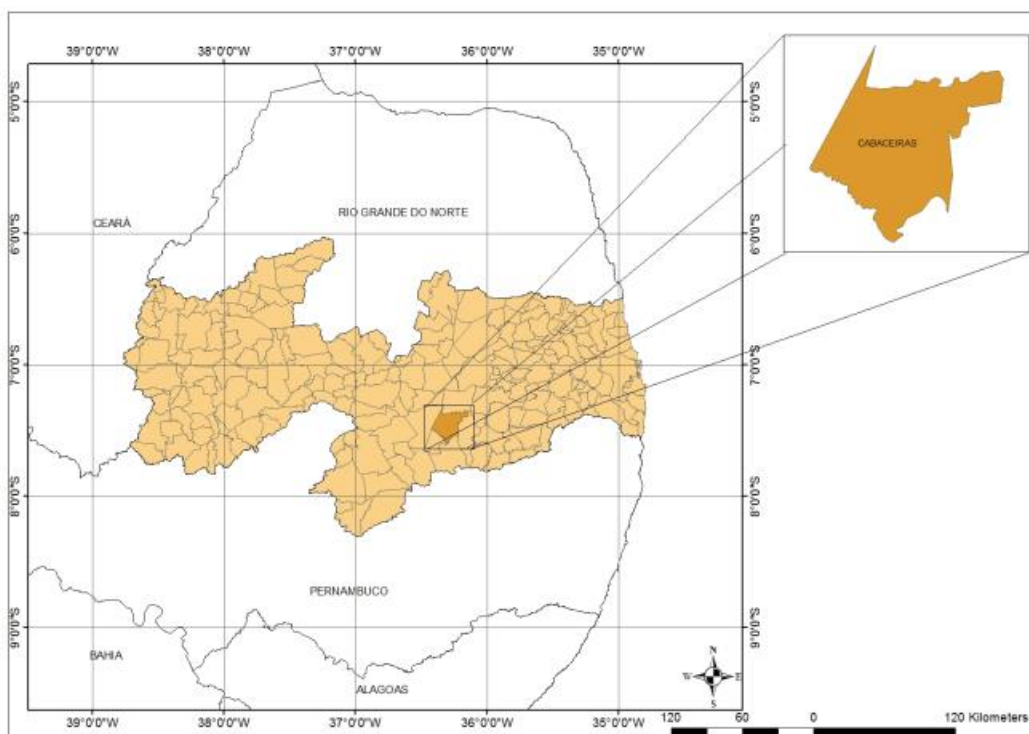 39°0'0"W 38°0'0"W 37°0'0"W 36°0'0"W 35°0'0"W
5°0'0"S 5°0'0"S
CABACEIRAS
RIO GRANDE DO NORTE
CEARÁ
6°0'0"S 6°0'0"S
7°0'0"S 7°0'0"S
8°0'0"S 8°0'0"S
PERNAMBUCO
9°0'0"S 9°0'0"S
BAHIA
N
W E
S
ALAGOAS
39°0'0"W 38°0'0"W 37°0'0"W 36°0'0"W 35°0'0"W
120 60 0 120 Kilometers